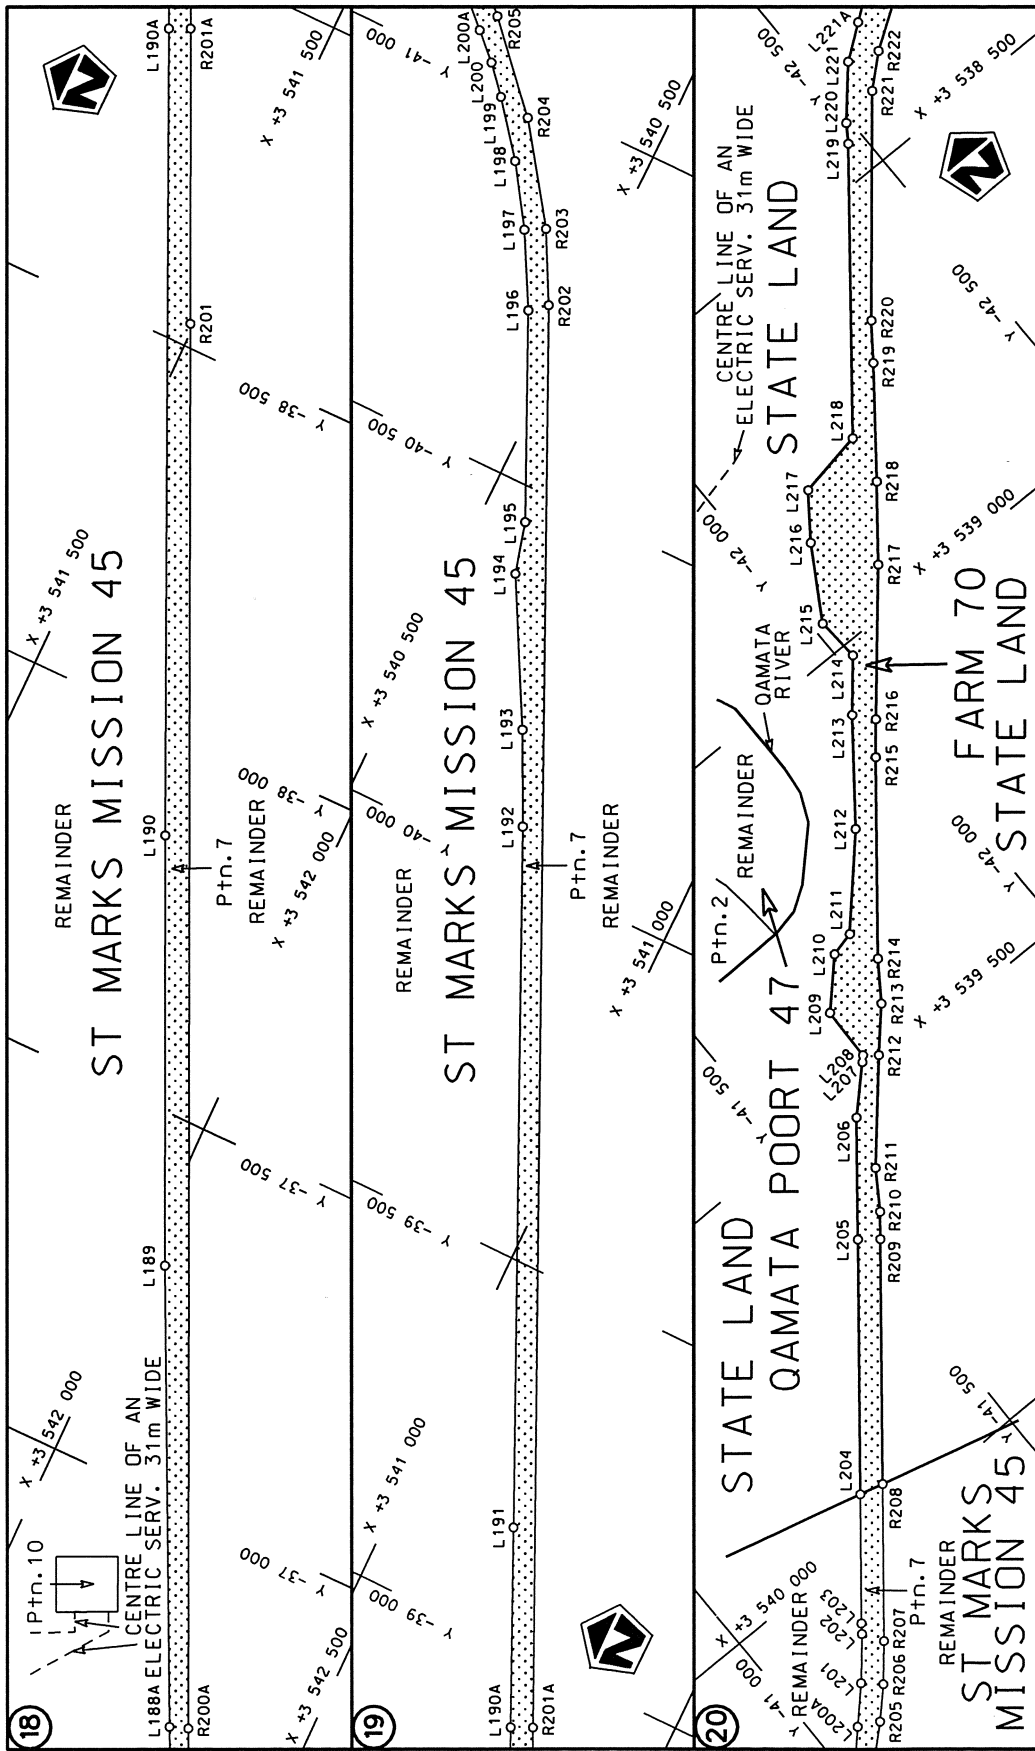 18
L188A
R200A
Ptn.10
CENTRE LINE OF AN
ELECTRIC SERV. 31m WIDE
X +3 542 000
X +3 542 500
Y -37 000
L189
Y -37 500
REMAINDER
ST MARKS MISSION 45
L190
Ptn.7
REMAINDER
X +3 541 500
X +3 542 000
Y -38 000
Y -38 500
R201
X +3 541 500
L190A
R201A
N
19
L190A
R201A
N
Y -39 000
X +3 541 000
L191
Y -39 500
REMAINDER
ST MARKS MISSION 45
L192
Ptn.7
REMAINDER
X +3 541 000
Y -40 000
X +3 540 500
L193
L194
L195
Y -40 500
L196
R202
L197
R203
L198
L199
R204
L200
L200A
R205
X +3 540 500
Y -41 000
20
L200A
R205
L201
R206
L202
L203
R207
Y -41 000
REMAINDER
X +3 540 000
Ptn.7
REMAINDER
ST MARKS
MISSION 45
L204
R208
Y -41 500
STATE LAND
QAMATA POORT 47
L205
R209
R210
R211
L206
L207
L208
R212
Y -41 500
L209
R213
L210
R214
X +3 539 500
L211
L212
Ptn.2
REMAINDER
QAMATA
RIVER
L213
R215
L214
R216
Y -42 000
FARM 70
STATE LAND
L215
L216
L217
R217
R218
X +3 539 000
Y -42 000
CENTRE LINE OF AN
ELECTRIC SERV. 31m WIDE
STATE LAND
L218
R219
R220
Y -42 500
L219
L220
L221
L221A
R221
R222
Y -42 500
X +3 538 500
N